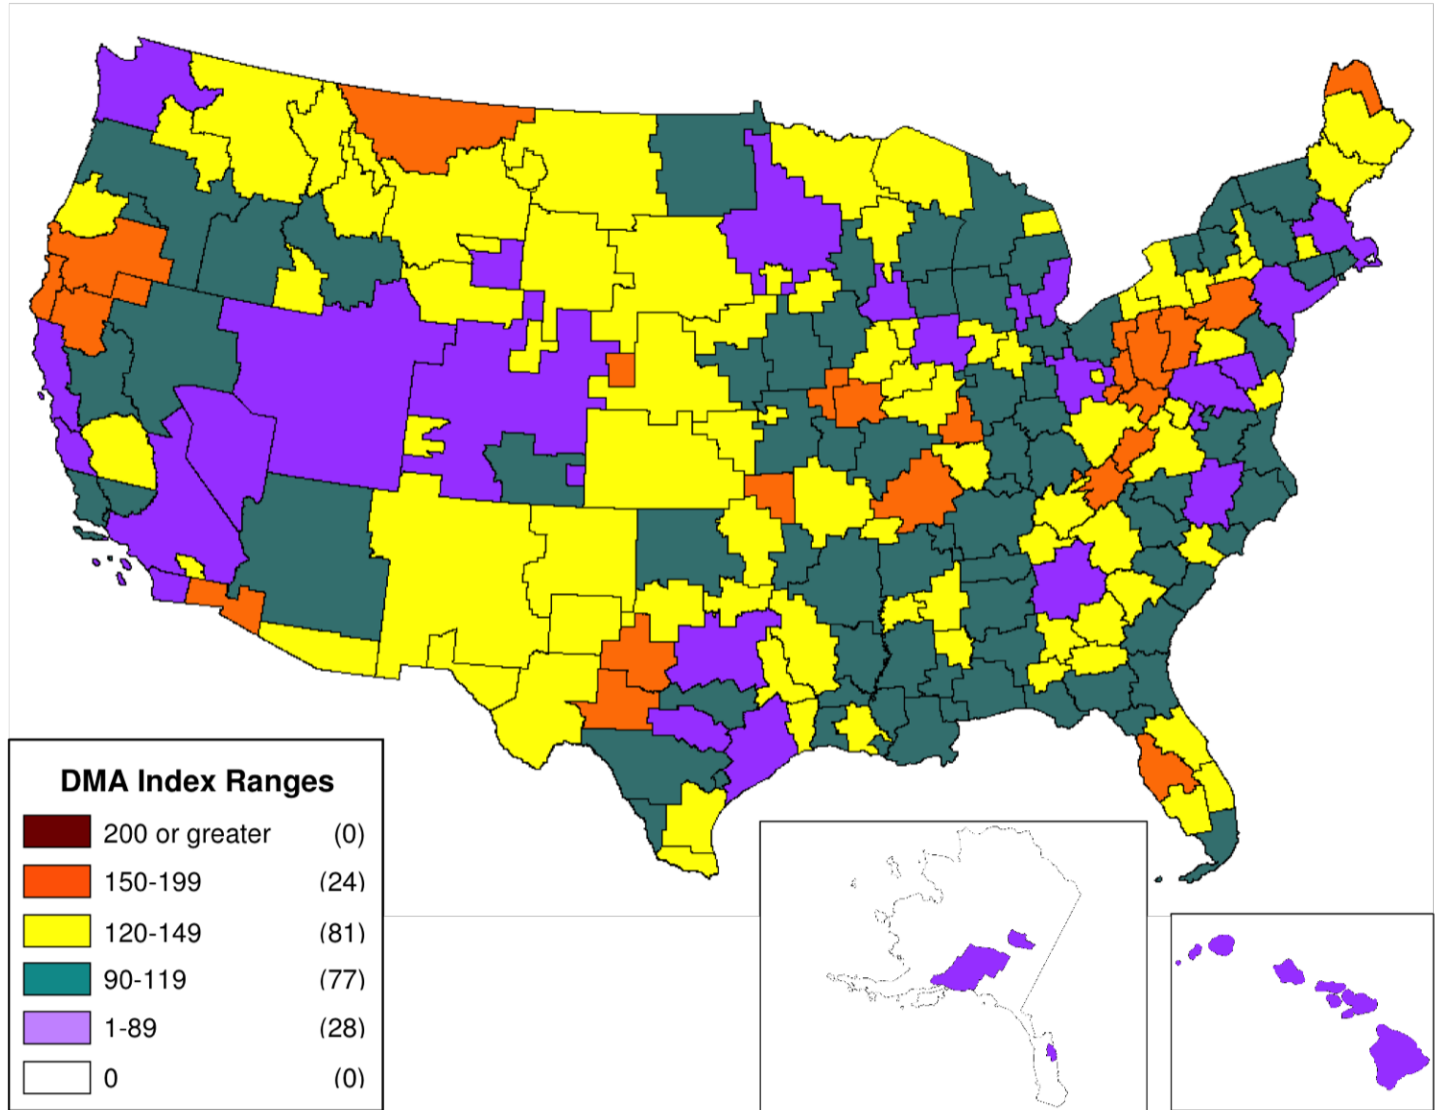 DMA Index Ranges
200 or greater (0)
150-199 (24)
120-149 (81)
90-119 (77)
1-89 (28)
0 (0)